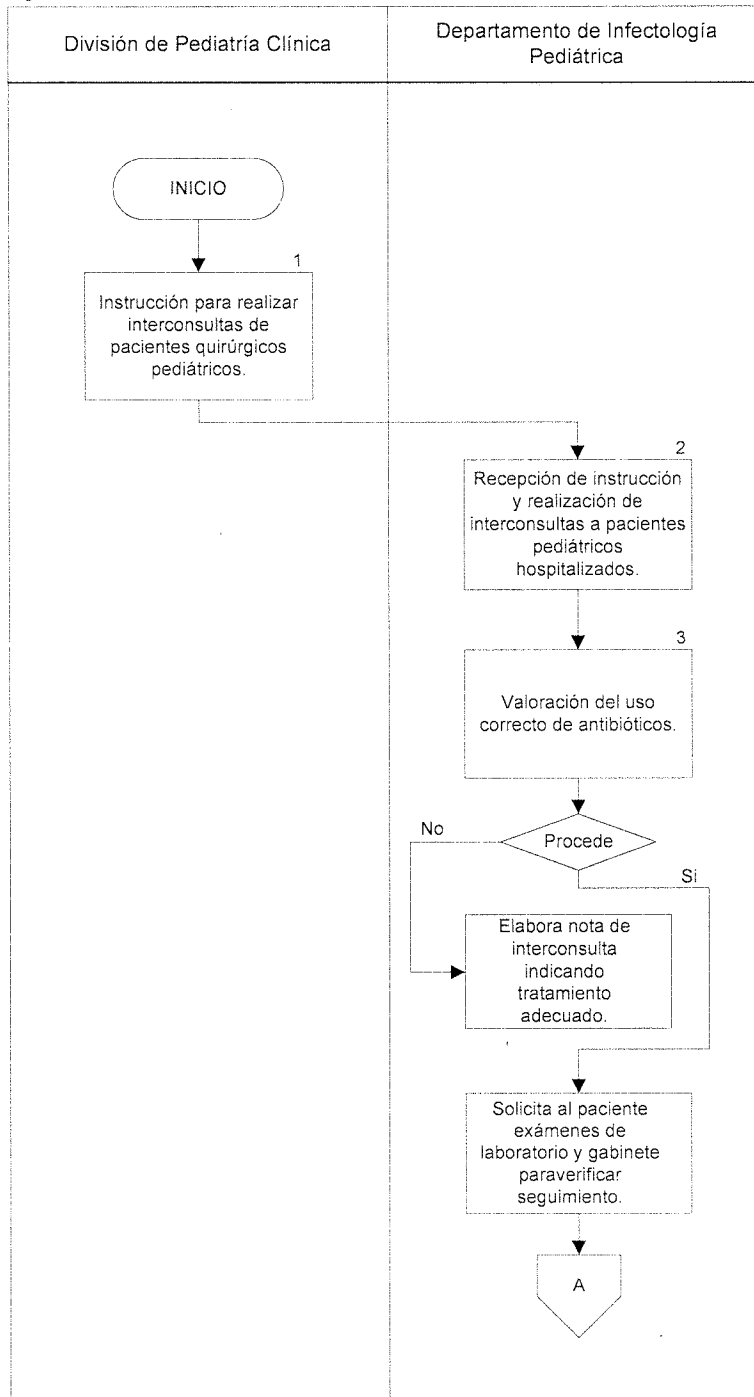 División de Pediatría Clínica
Departamento de Infectología
Pediátrica
INICIO
1
Instrucción para realizar
interconsultas de
pacientes quirúrgicos
pediátricos.
2
Recepción de instrucción
y realización de
interconsultas a pacientes
pediátricos
hospitalizados.
3
Valoración del uso
correcto de antibióticos.
Procede
No
Si
Elabora nota de
interconsulta
indicando
tratamiento
adecuado.
Solicita al paciente
exámenes de
laboratorio y gabinete
paraverificar
seguimiento.
A